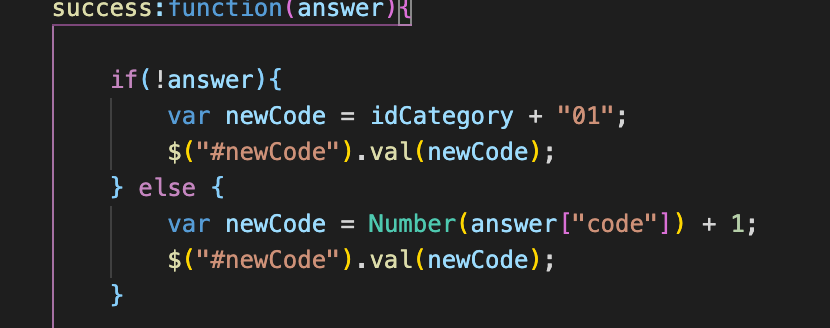 success:function(answer){
if(!answer){
var newCode = idCategory + "01";
$("#newCode").val(newCode);
} else {
var newCode = Number(answer["code"]) + 1;
$("#newCode").val(newCode);
}